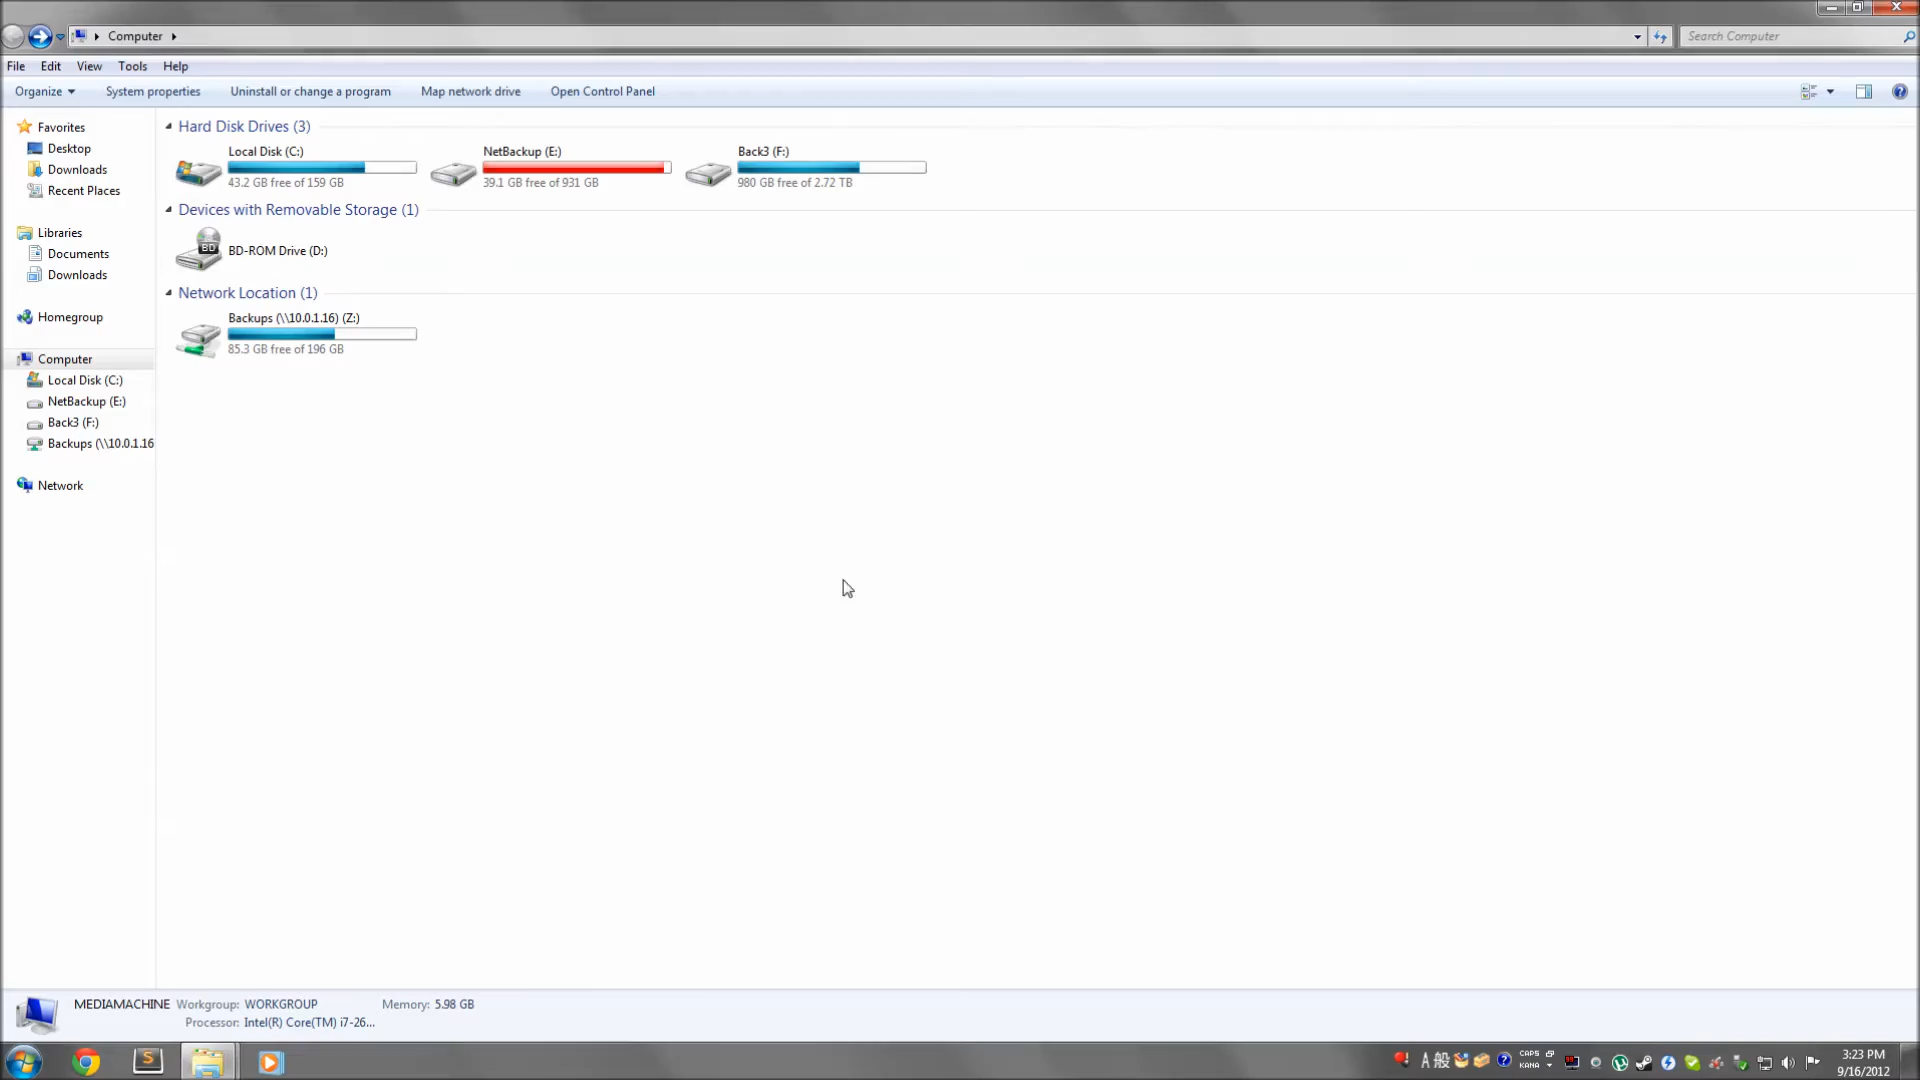 Computer
Search Computer
File Edit View Tools Help
Organize System properties Uninstall or change a program Map network drive Open Control Panel
Favorites
Desktop
Downloads
Recent Places
Libraries
Documents
Downloads
Homegroup
Computer
Local Disk (C:)
NetBackup (E:)
Back3 (F:)
Backups (\\10.0.1.16
Network
Hard Disk Drives (3)
Local Disk (C:)
43.2 GB free of 159 GB
NetBackup (E:)
39.1 GB free of 931 GB
Back3 (F:)
980 GB free of 2.72 TB
Devices with Removable Storage (1)
BD
BD-ROM Drive (D:)
Network Location (1)
Backups (\\10.0.1.16) (Z:)
85.3 GB free of 196 GB
MEDIAMACHINE Workgroup: WORKGROUP Memory: 5.98 GB
Processor: Intel(R) Core(TM) i7-26...
S
A 般
CAPS
KANA
3:23 PM
9/16/2012